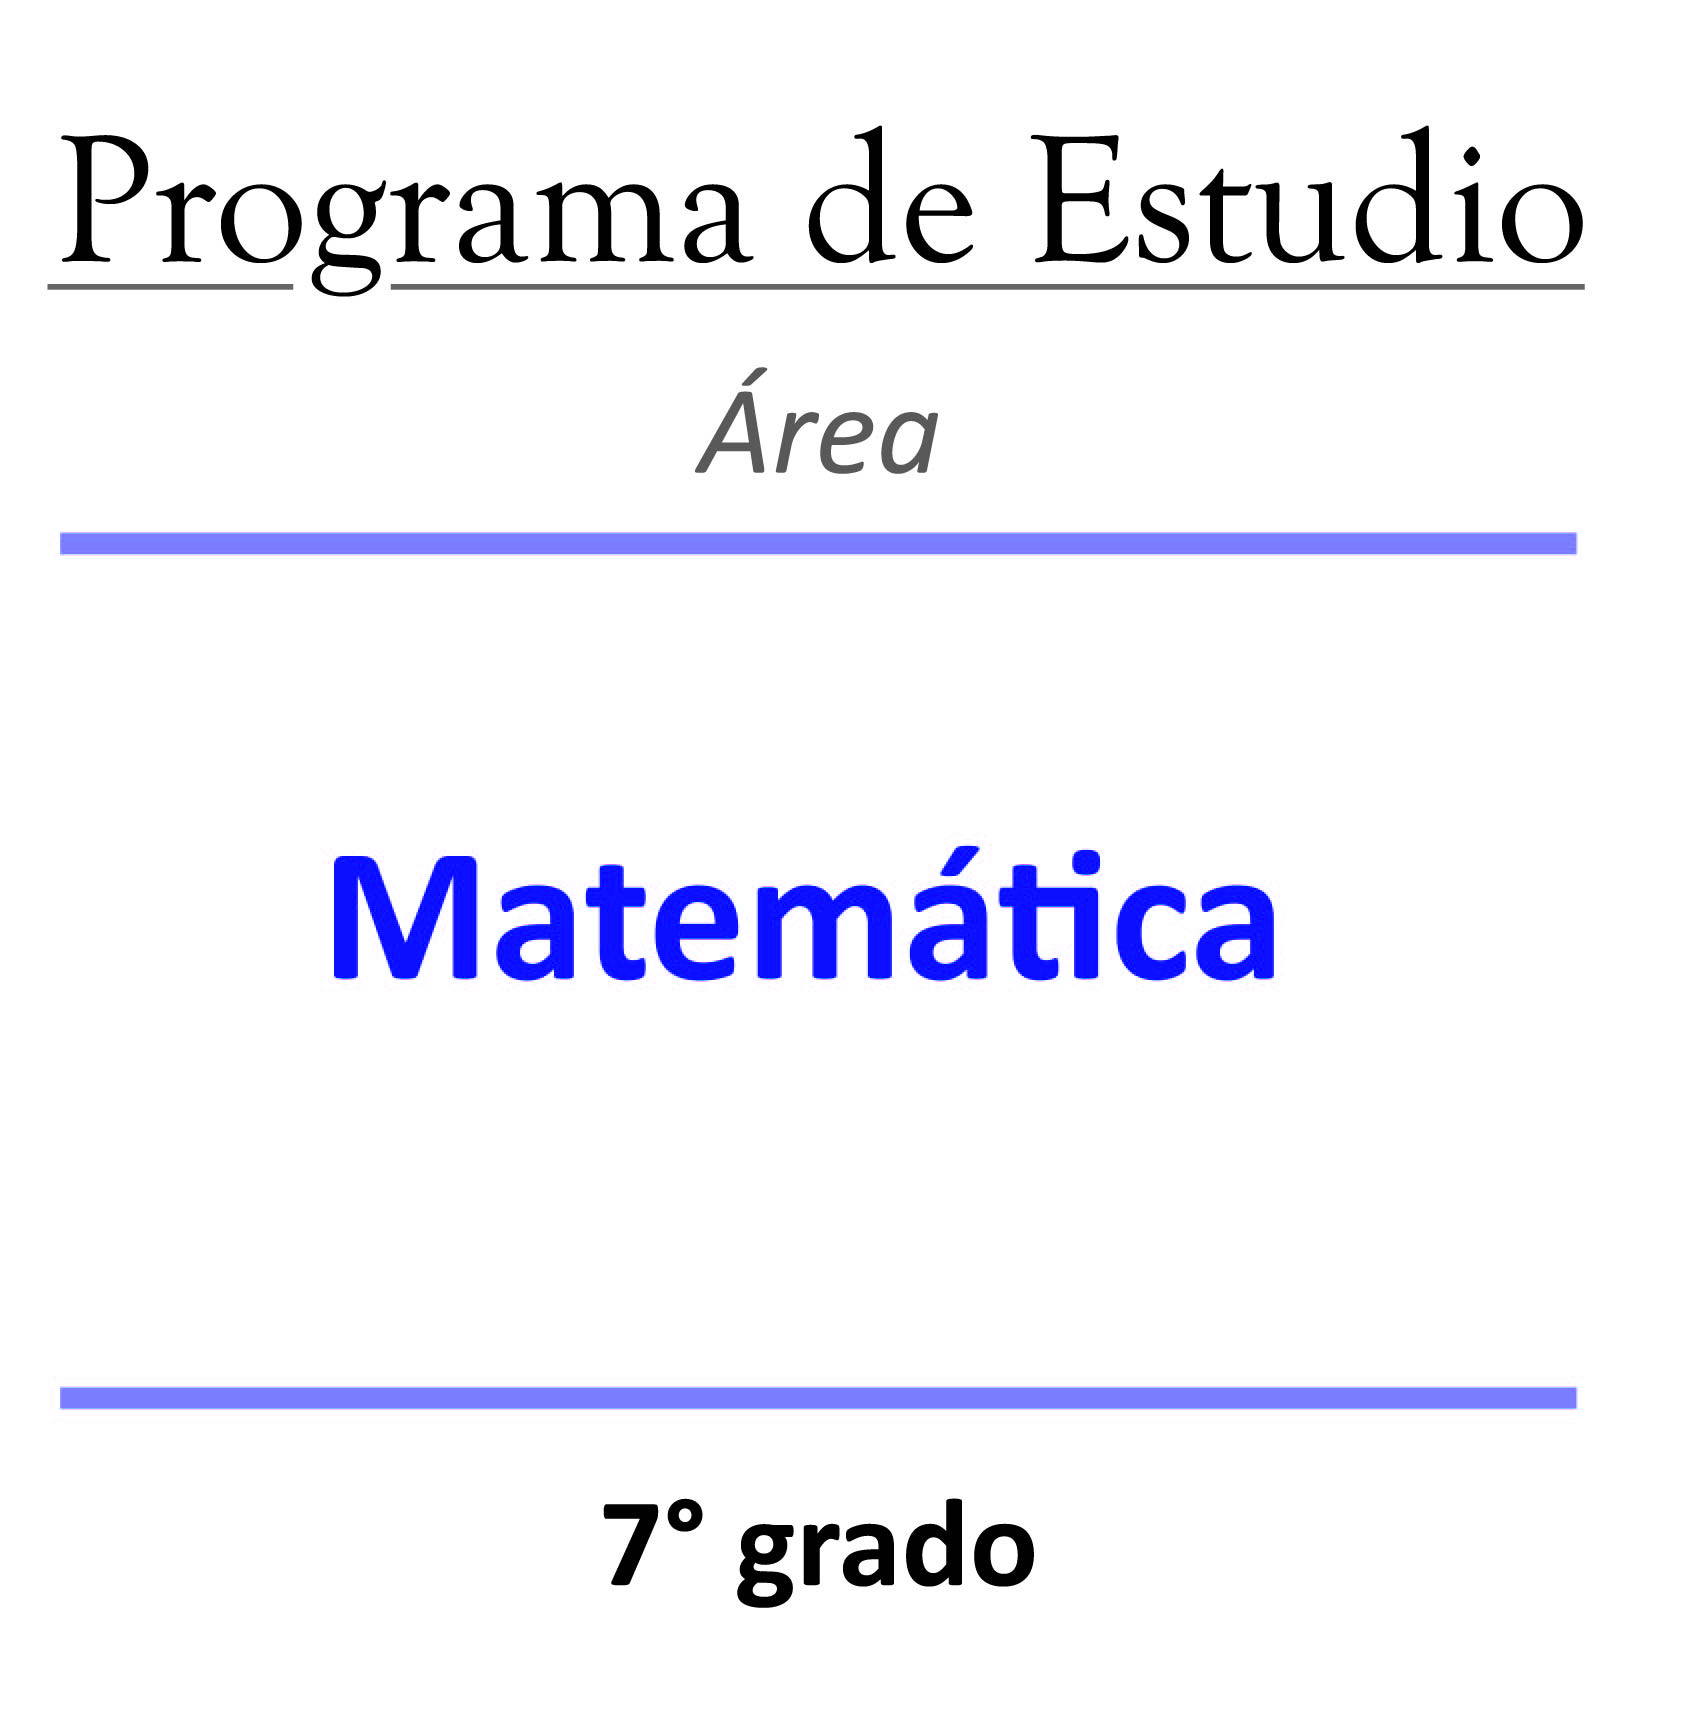 Programa de Estudio
Área
Matemática
7° grado